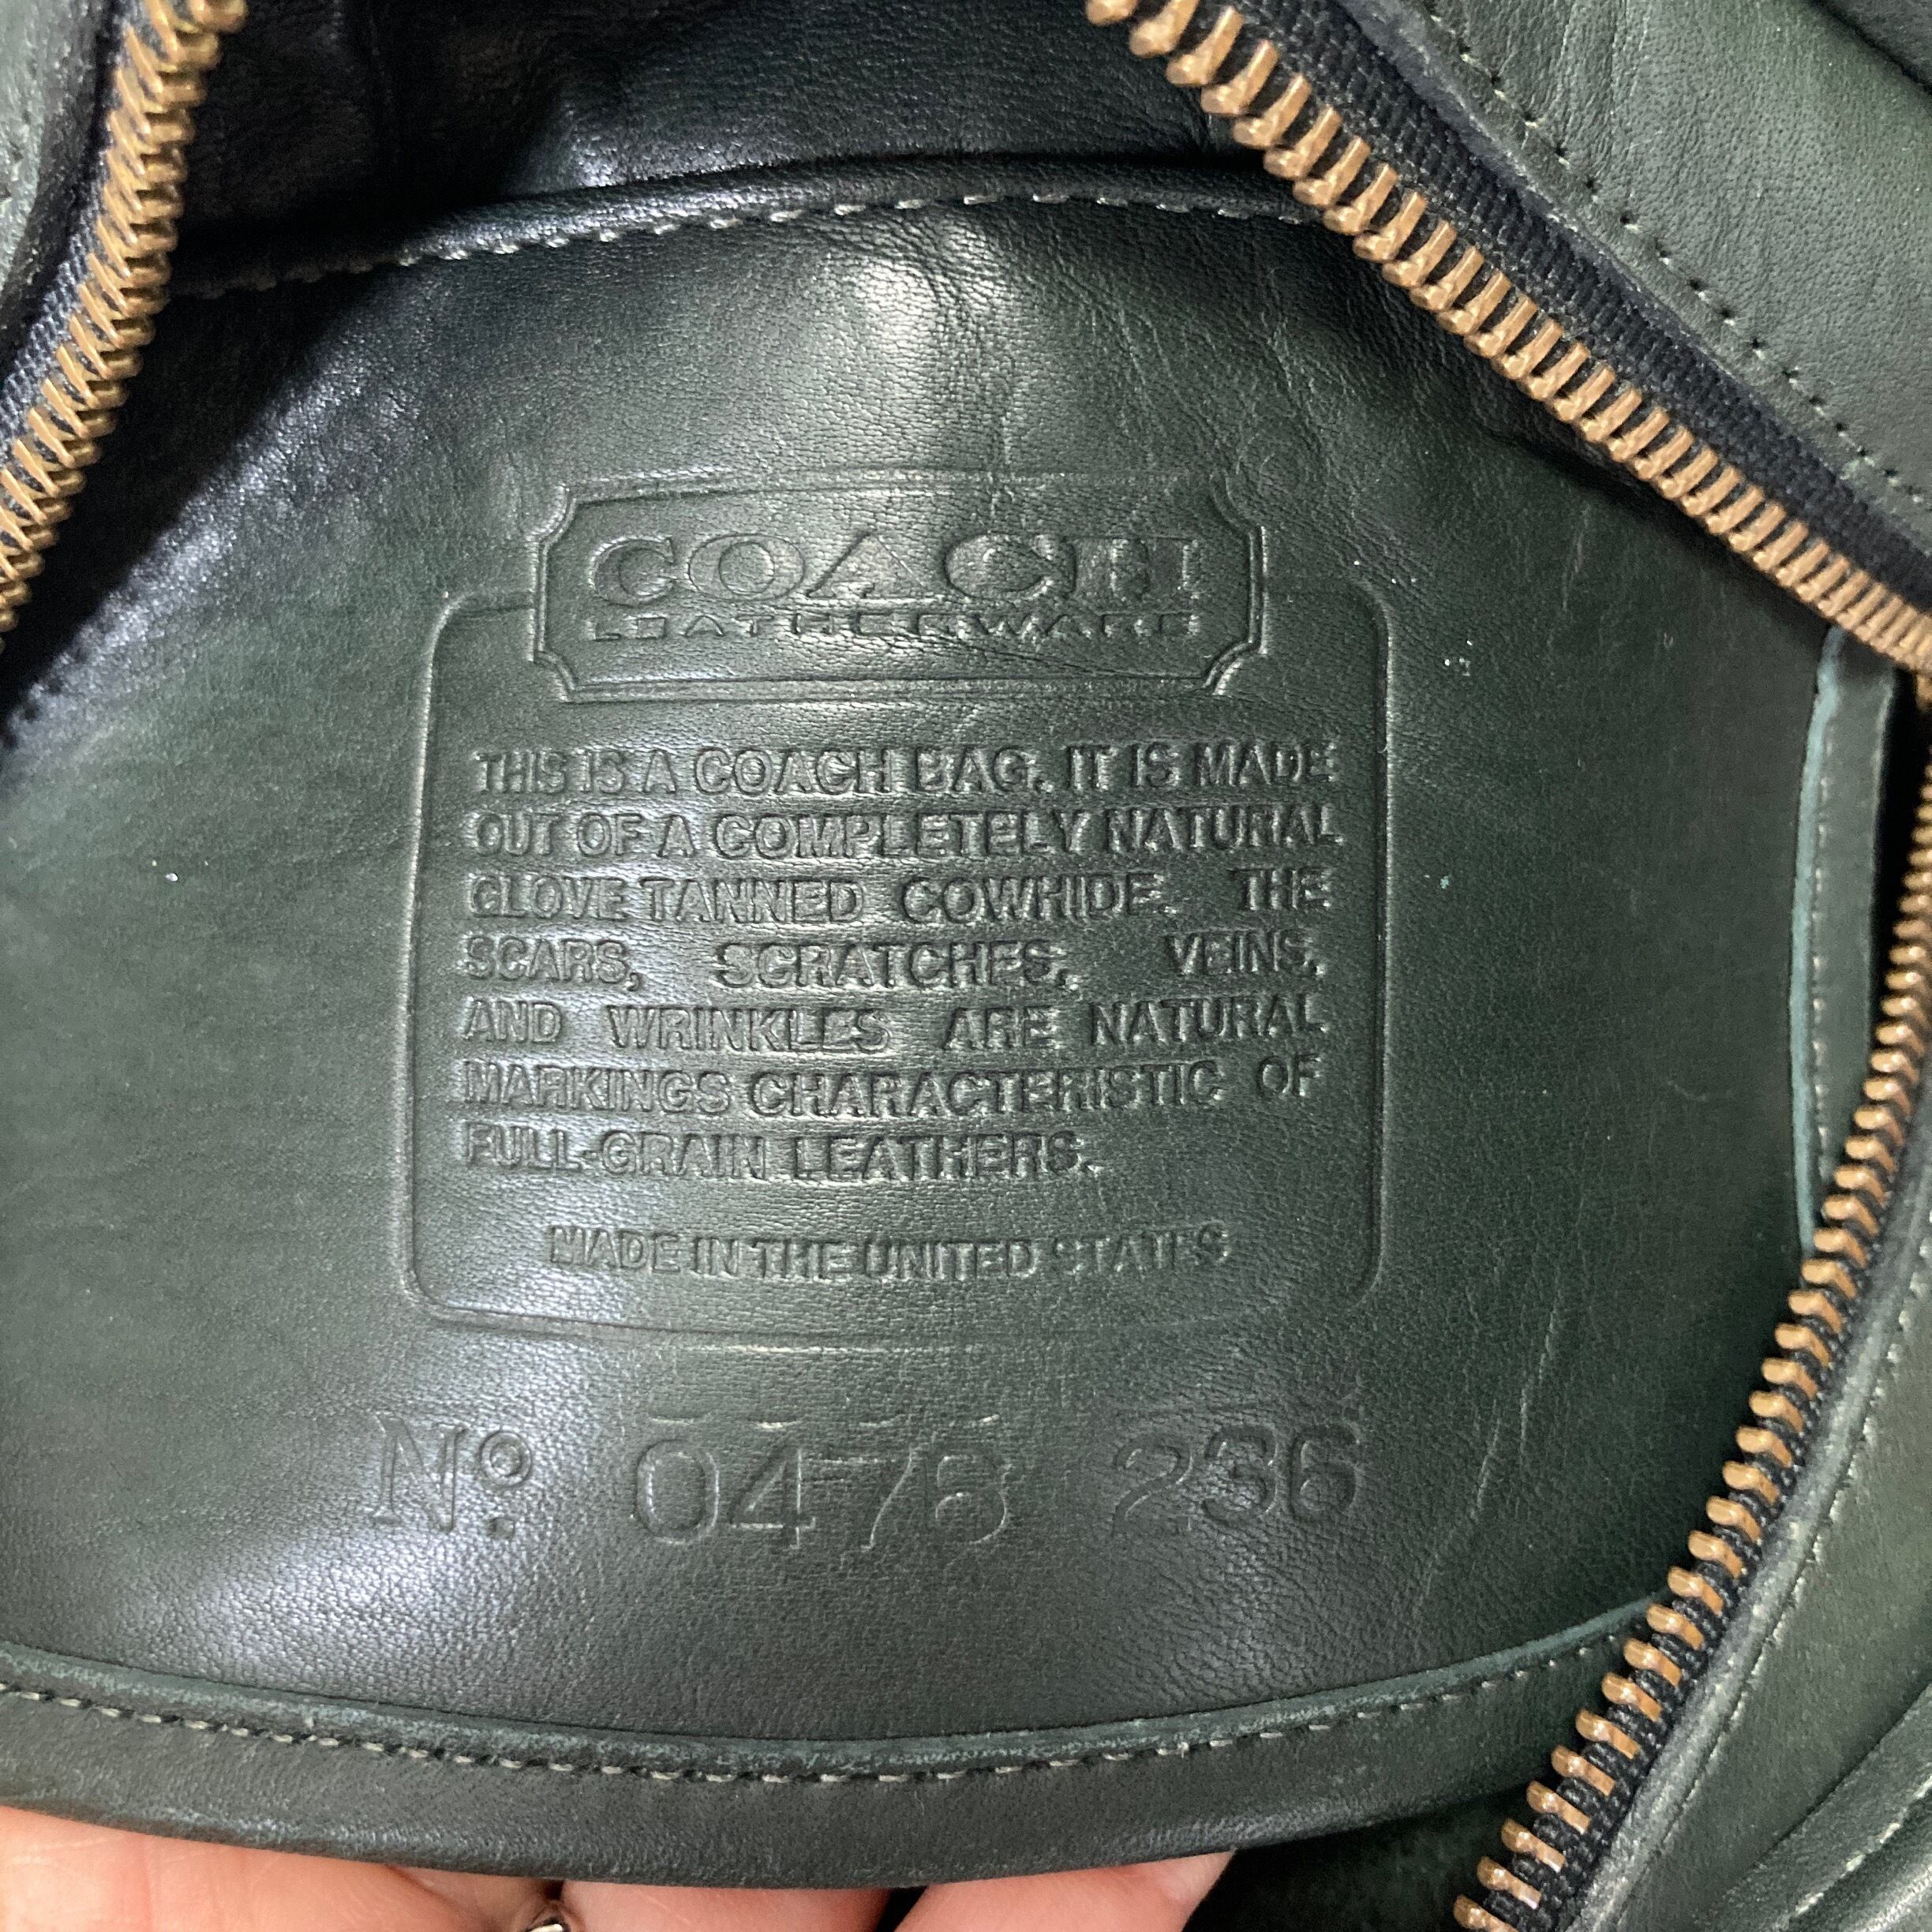 COACH
LEATHERWARE
THIS IS A COACH BAG. IT IS MADE
OUT OF A COMPLETELY NATURAL
GLOVE TANNED COWHIDE. THE
SCARS, SCRATCHES, VEINS,
AND WRINKLES ARE NATURAL
MARKINGS CHARACTERISTIC OF
FULL-GRAIN LEATHERS.
MADE IN THE UNITED STATES
Nº 0478 236